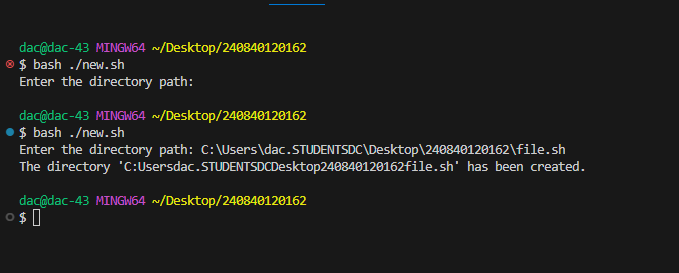 dac@dac-43 MINGW64 ~/Desktop/240840120162
$ bash ./new.sh
Enter the directory path:
dac@dac-43 MINGW64 ~/Desktop/240840120162
$ bash ./new.sh
Enter the directory path: C:\Users\dac.STUDENTSDC\Desktop\240840120162\file.sh
The directory 'C:Usersdac.STUDENTSDCDesktop240840120162file.sh' has been created.
dac@dac-43 MINGW64 ~/Desktop/240840120162
$